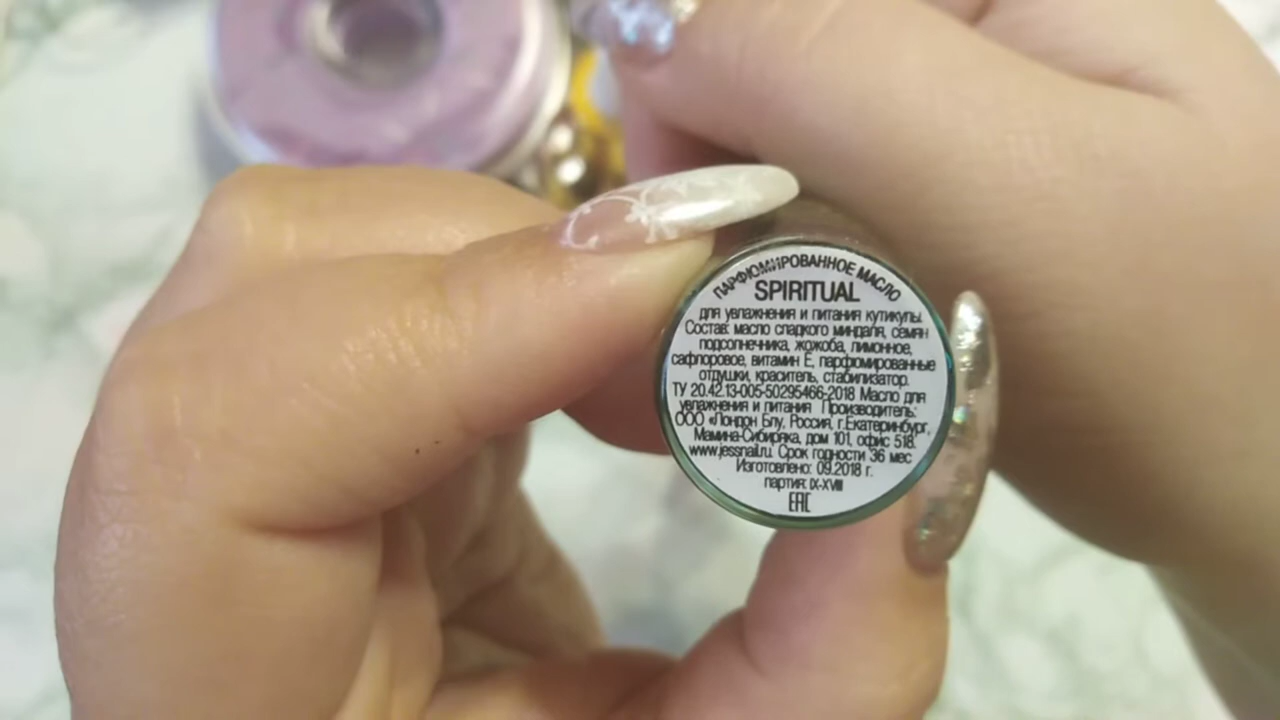 ПАРФЮМИРОВАННОЕ МАСЛО
SPIRITUAL
для увлажнения и питания кутикулы.
Состав: масло сладкого миндаля, семян
подсолнечника, жожоба, лимонное,
сафлоровое, витамин Е, парфюмированные
отдушки, краситель, стабилизатор.
ТУ 20.42.13-005-50295466-2018 Масло для
увлажнения и питания Производитель:
ООО «Лондон Блу, Россия, г.Екатеринбург,
Мамина-Сибиряка, дом 101, офис 518.
www.jessnail.ru. Срок годности 36 мес
Изготовлено: 09.2018 г.
партия: IX-XVIII
EAC